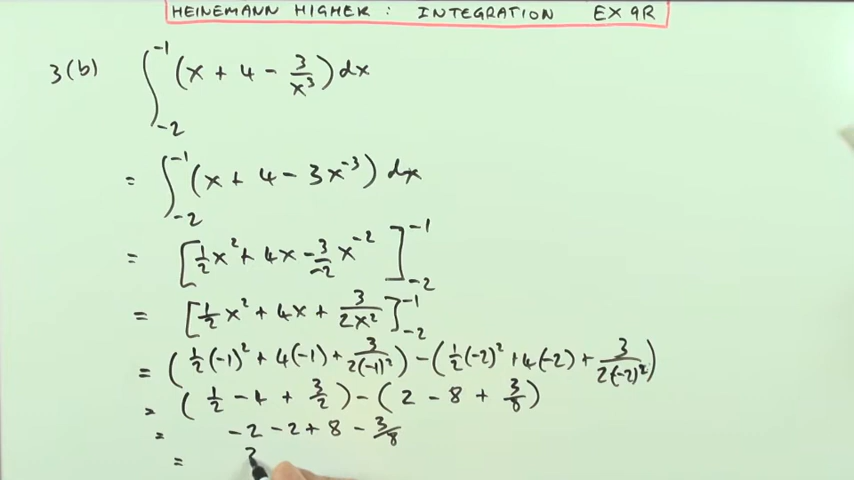 HEINEMANN HIGHER : INTEGRATION EX 9R
3(b) ∫₋₂⁻¹ (x + 4 − 3/x³) dx
= ∫₋₂⁻¹ (x + 4 − 3x⁻³) dx
= [½x² + 4x − 3/−2 x⁻²]₋₂⁻¹
= [½x² + 4x + 3/2x²]₋₂⁻¹
= (½(−1)² + 4(−1) + 3/2(−1)²) − (½(−2)² + 4(−2) + 3/2(−2)²)
= (½ − 4 + 3/2) − (2 − 8 + 3/8)
= −2 − 2 + 8 − 3/8
= 3